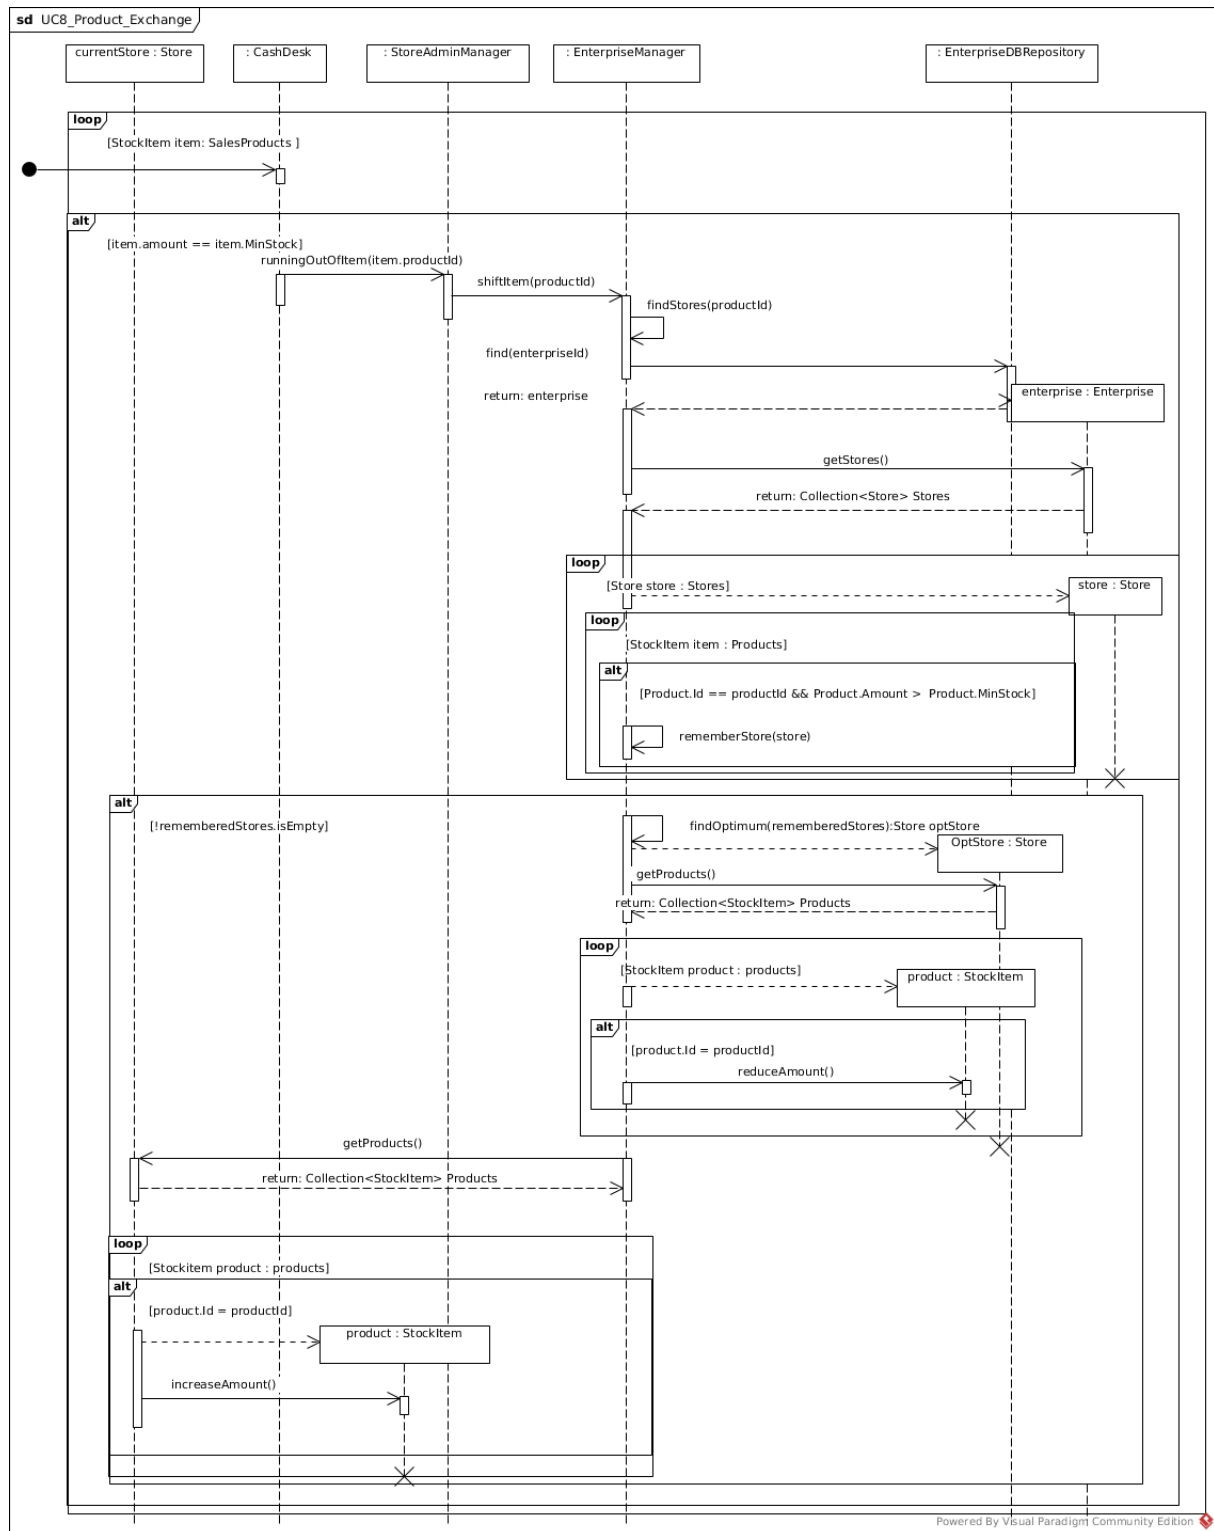 sd UC8_Product_Exchange
currentStore : Store
: CashDesk
: StoreAdminManager
: EnterpriseManager
: EnterpriseDBRepository
loop
[StockItem item: SalesProducts ]
alt
[item.amount == item.MinStock]
runningOutOfItem(item.productId)
shiftItem(productId)
findStores(productId)
find(enterpriseId)
return: enterprise
enterprise : Enterprise
getStores()
return: Collection<Store> Stores
loop
[Store store : Stores]
store : Store
loop
[StockItem item : Products]
alt
[Product.Id == productId && Product.Amount > Product.MinStock]
rememberStore(store)
alt
[!rememberedStores.isEmpty]
findOptimum(rememberedStores):Store optStore
OptStore : Store
getProducts()
return: Collection<StockItem> Products
loop
[StockItem product : products]
product : StockItem
alt
[product.Id = productId]
reduceAmount()
getProducts()
return: Collection<StockItem> Products
loop
[Stockitem product : products]
alt
[product.Id = productId]
product : StockItem
increaseAmount()
Powered By Visual Paradigm Community Edition